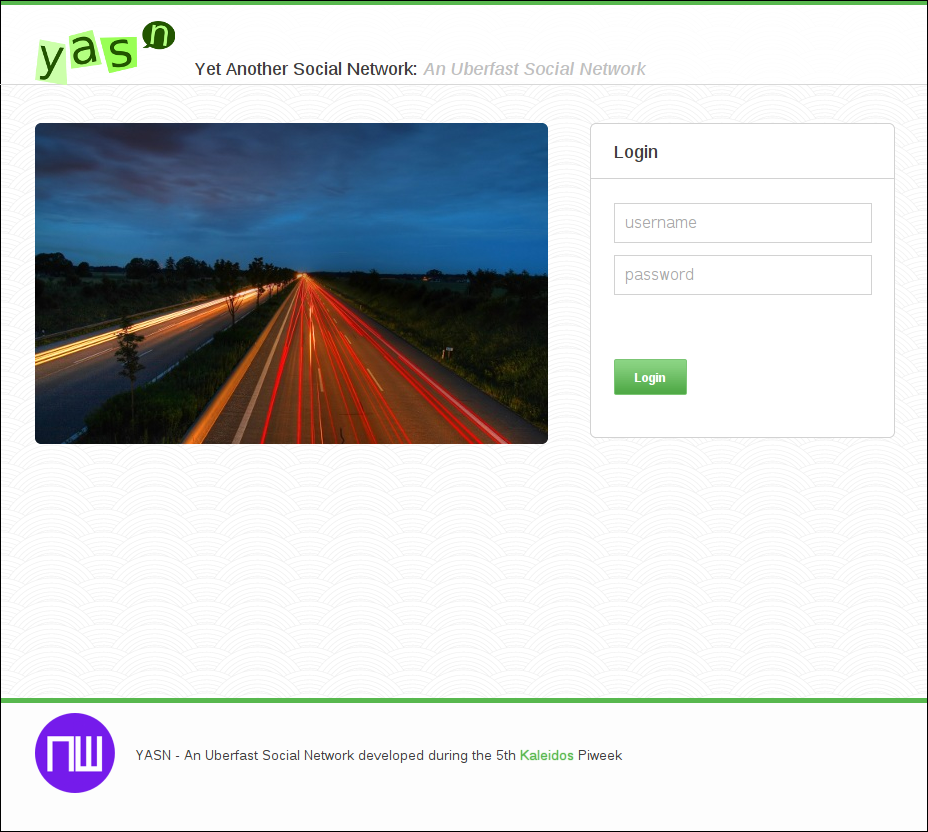 yasn
Yet Another Social Network: An Uberfast Social Network
Login
username
password
Login
YASN - An Uberfast Social Network developed during the 5th Kaleidos Piweek